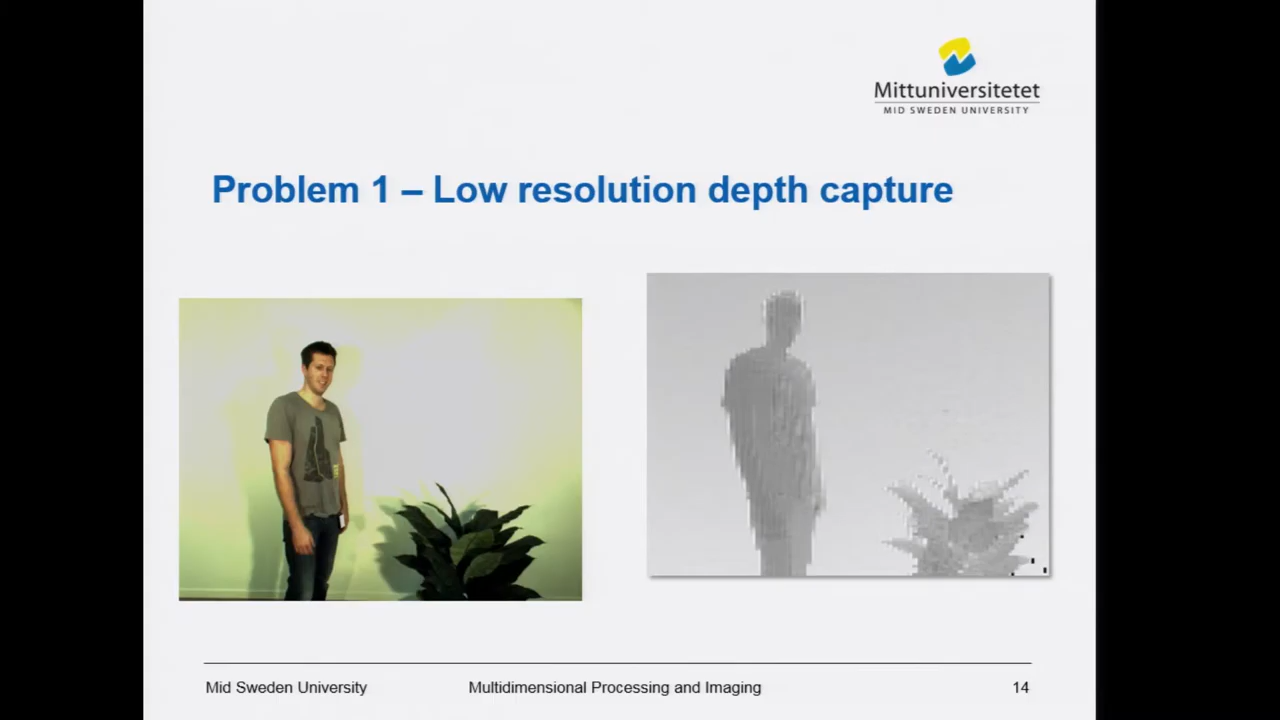 Mittuniversitetet
MID SWEDEN UNIVERSITY
Problem 1 – Low resolution depth capture
Mid Sweden University
Multidimensional Processing and Imaging
14